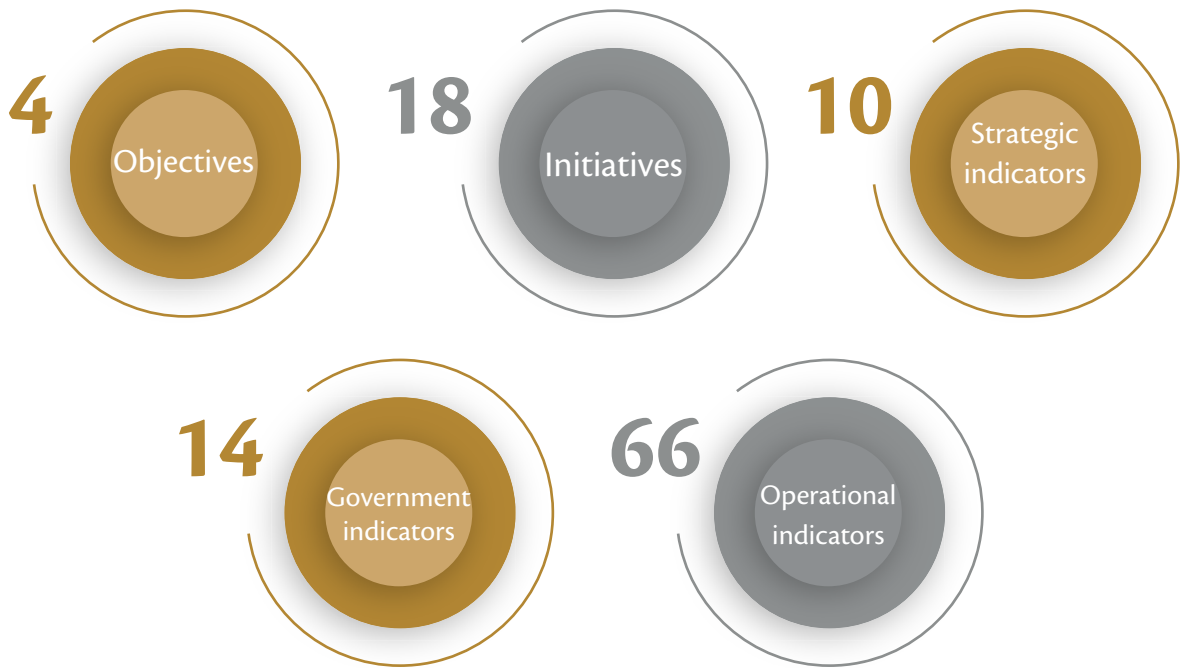 4
Objectives
18
Initiatives
10
Strategic
indicators
14
Government
indicators
66
Operational
indicators